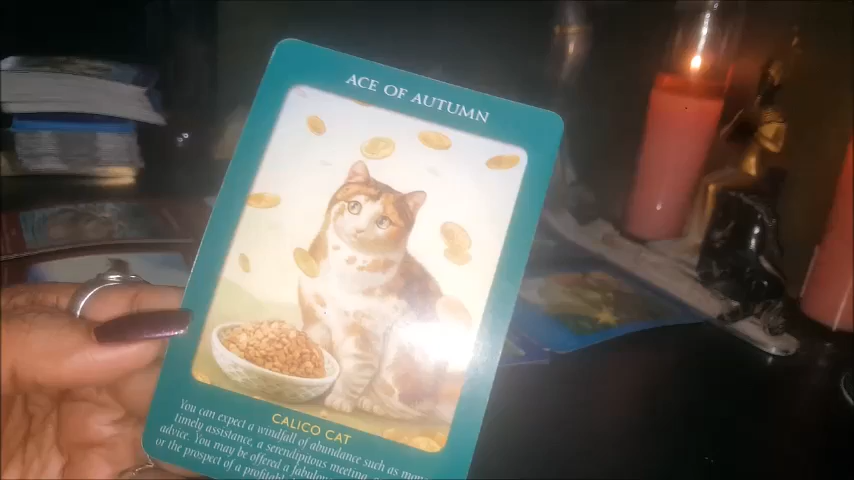 ACE OF AUTUMN
CALICO CAT
You can expect a windfall of abundance such as
timely assistance, a serendipitous meeting,
advice. You may be offered a fabulous
or the prospect of a